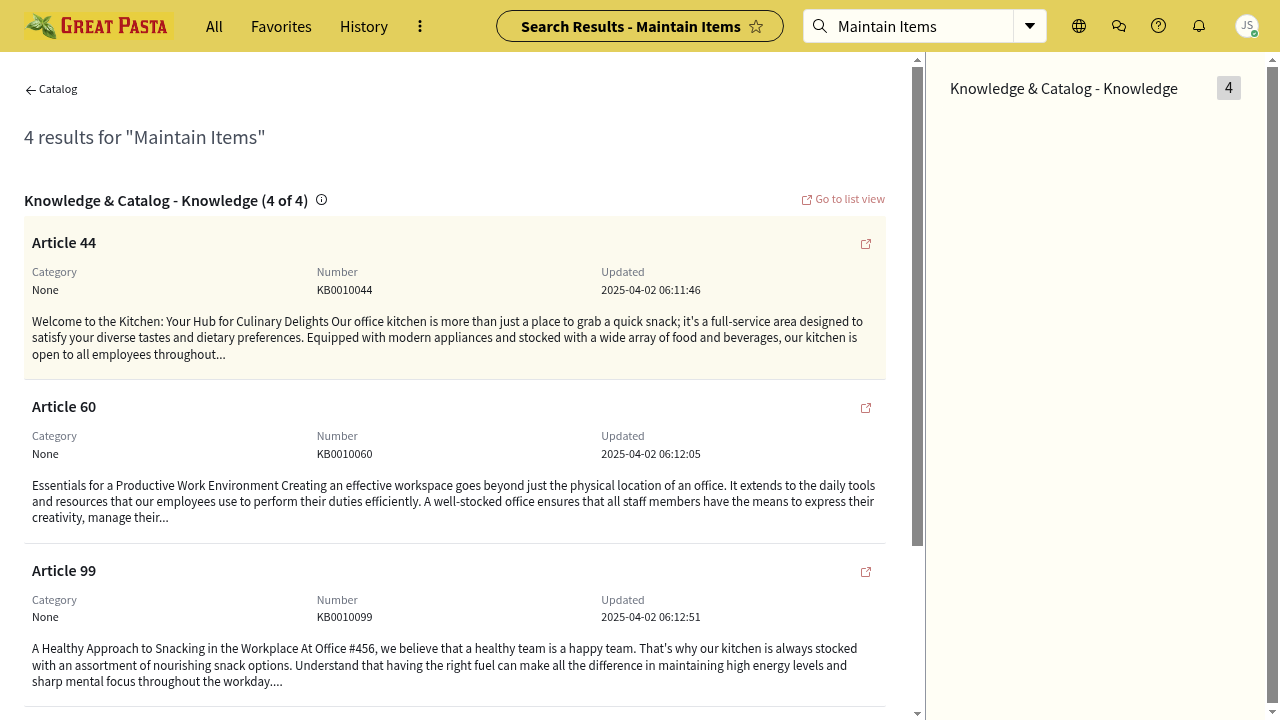 GREAT PASTA
All
Favorites
History
Search Results - Maintain Items
Maintain Items
JS
Catalog
4 results for "Maintain Items"
Knowledge & Catalog - Knowledge (4 of 4)
Go to list view
Article 44
Category
Number
Updated
None
KB0010044
2025-04-02 06:11:46
Welcome to the Kitchen: Your Hub for Culinary Delights Our office kitchen is more than just a place to grab a quick snack; it's a full-service area designed to
satisfy your diverse tastes and dietary preferences. Equipped with modern appliances and stocked with a wide array of food and beverages, our kitchen is
open to all employees throughout...
Article 60
Category
Number
Updated
None
KB0010060
2025-04-02 06:12:05
Essentials for a Productive Work Environment Creating an effective workspace goes beyond just the physical location of an office. It extends to the daily tools
and resources that our employees use to perform their duties efficiently. A well-stocked office ensures that all staff members have the means to express their
creativity, manage their...
Article 99
Category
Number
Updated
None
KB0010099
2025-04-02 06:12:51
A Healthy Approach to Snacking in the Workplace At Office #456, we believe that a healthy team is a happy team. That's why our kitchen is always stocked
with an assortment of nourishing snack options. Understand that having the right fuel can make all the difference in maintaining high energy levels and
sharp mental focus throughout the workday....
Knowledge & Catalog - Knowledge
4